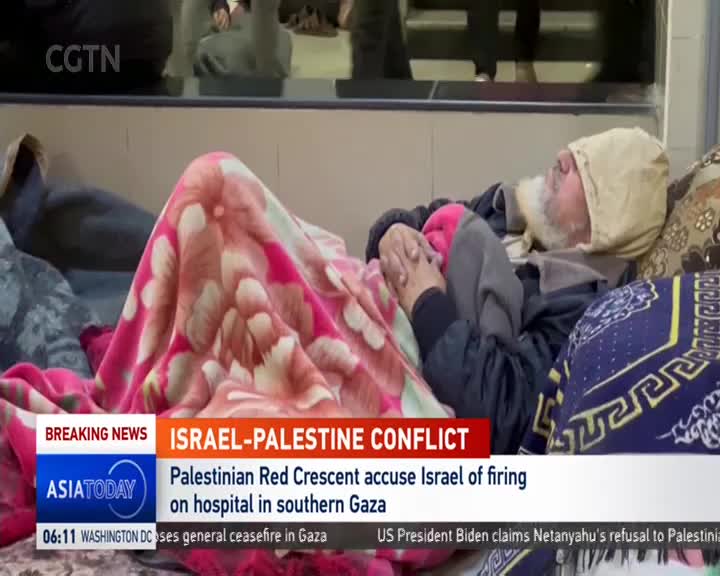 CGTN
BREAKING NEWS
ISRAEL-PALESTINE CONFLICT
ASIATODAY
Palestinian Red Crescent accuse Israel of firing
on hospital in southern Gaza
06:11 WASHINGTON DC
oses general ceasefire in Gaza US President Biden claims Netanyahu's refusal to Palestinia